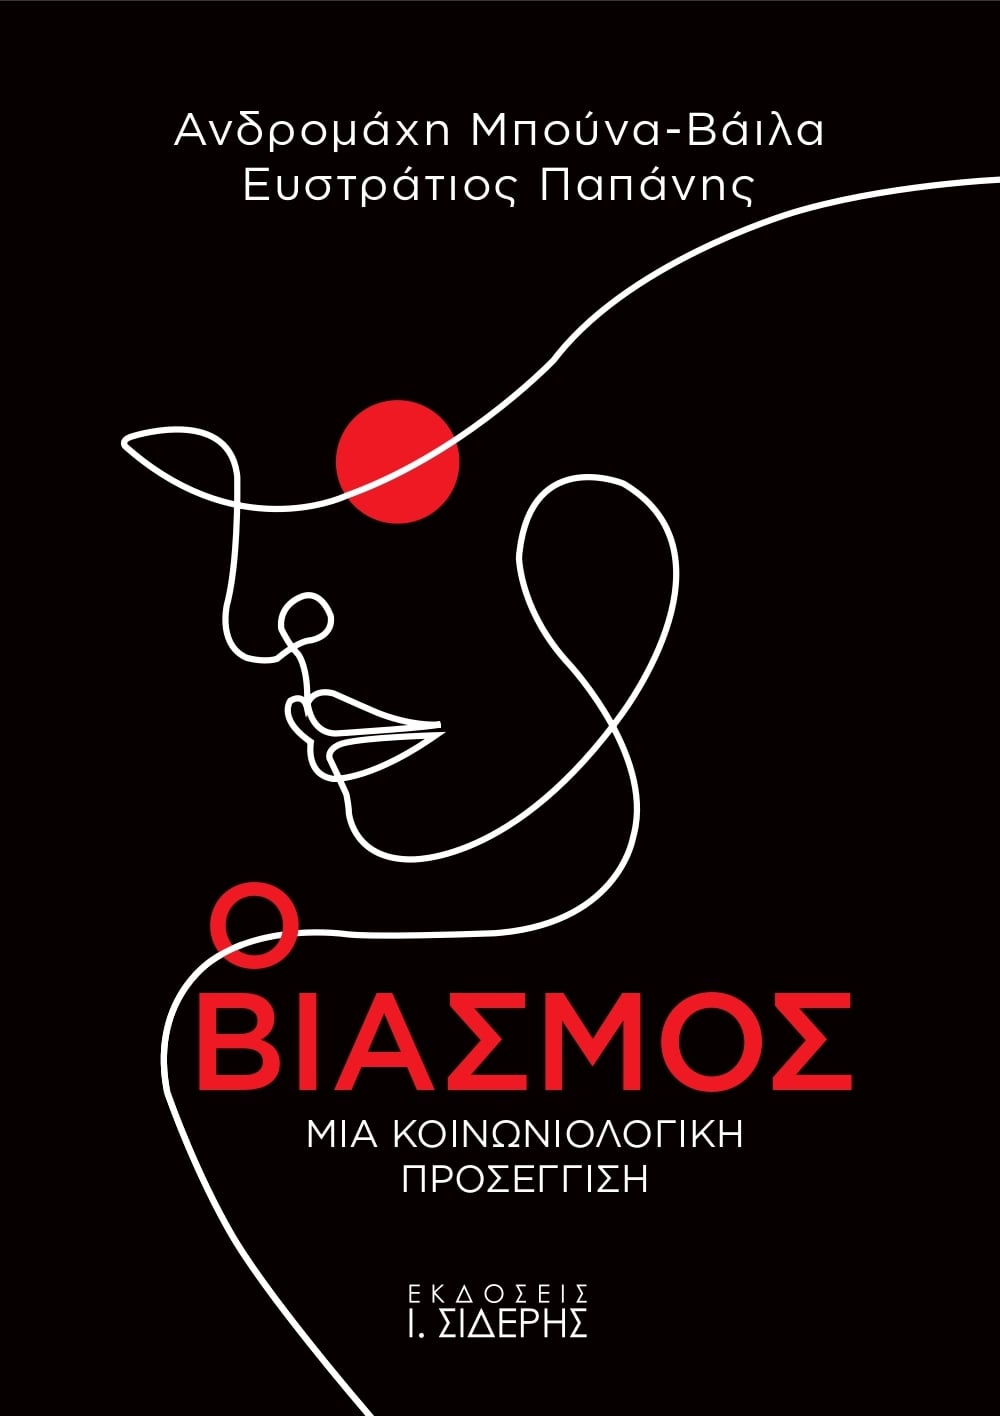 Ανδρομάχη Μπούνα-Βάιλα
Ευστράτιος Παπάνης
Ο
ΒΙΑΣΜΟΣ
ΜΙΑ ΚΟΙΝΩΝΙΟΛΟΓΙΚΗ
ΠΡΟΣΕΓΓΙΣΗ
ΕΚΔΟΣΕΙΣ
Ι. ΣΙΔΕΡΗΣ